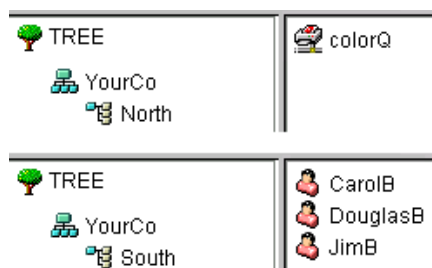 TREE
YourCo
North
colorQ
TREE
YourCo
South
CarolB
DouglasB
JimB